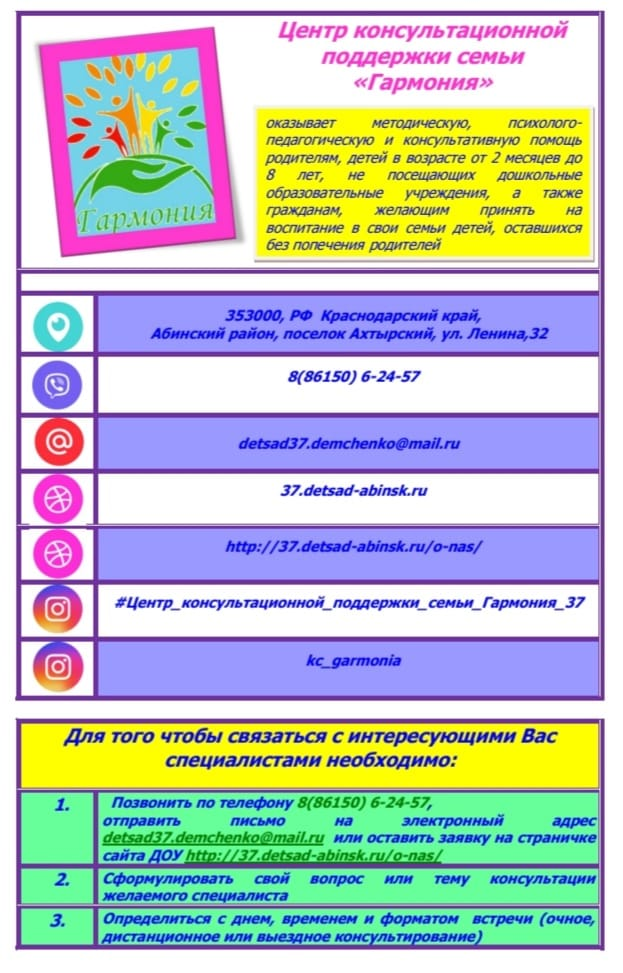 Центр консультационной
поддержки семьи
«Гармония»
Гармония
оказывает методическую, психолого-
педагогическую и консультативную помощь
родителям, детей в возрасте от 2 месяцев до
8 лет, не посещающих дошкольные
образовательные учреждения, а также
гражданам, желающим принять на
воспитание в свои семьи детей, оставшихся
без попечения родителей
353000, РФ Краснодарский край,
Абинский район, поселок Ахтырский, ул. Ленина,32
8(86150) 6-24-57
detsad37.demchenko@mail.ru
37.detsad-abinsk.ru
http://37.detsad-abinsk.ru/o-nas/
#Центр_консультационной_поддержки_семьи_Гармония_37
kc_garmonia
Для того чтобы связаться с интересующими Вас
специалистами необходимо:
1. Позвонить по телефону 8(86150) 6-24-57,
отправить письмо на электронный адрес
detsad37.demchenko@mail.ru или оставить заявку на страничке
сайта ДОУ http://37.detsad-abinsk.ru/o-nas/
2. Сформулировать свой вопрос или тему консультации
желаемого специалиста
3. Определиться с днем, временем и форматом встречи (очное,
дистанционное или выездное консультирование)